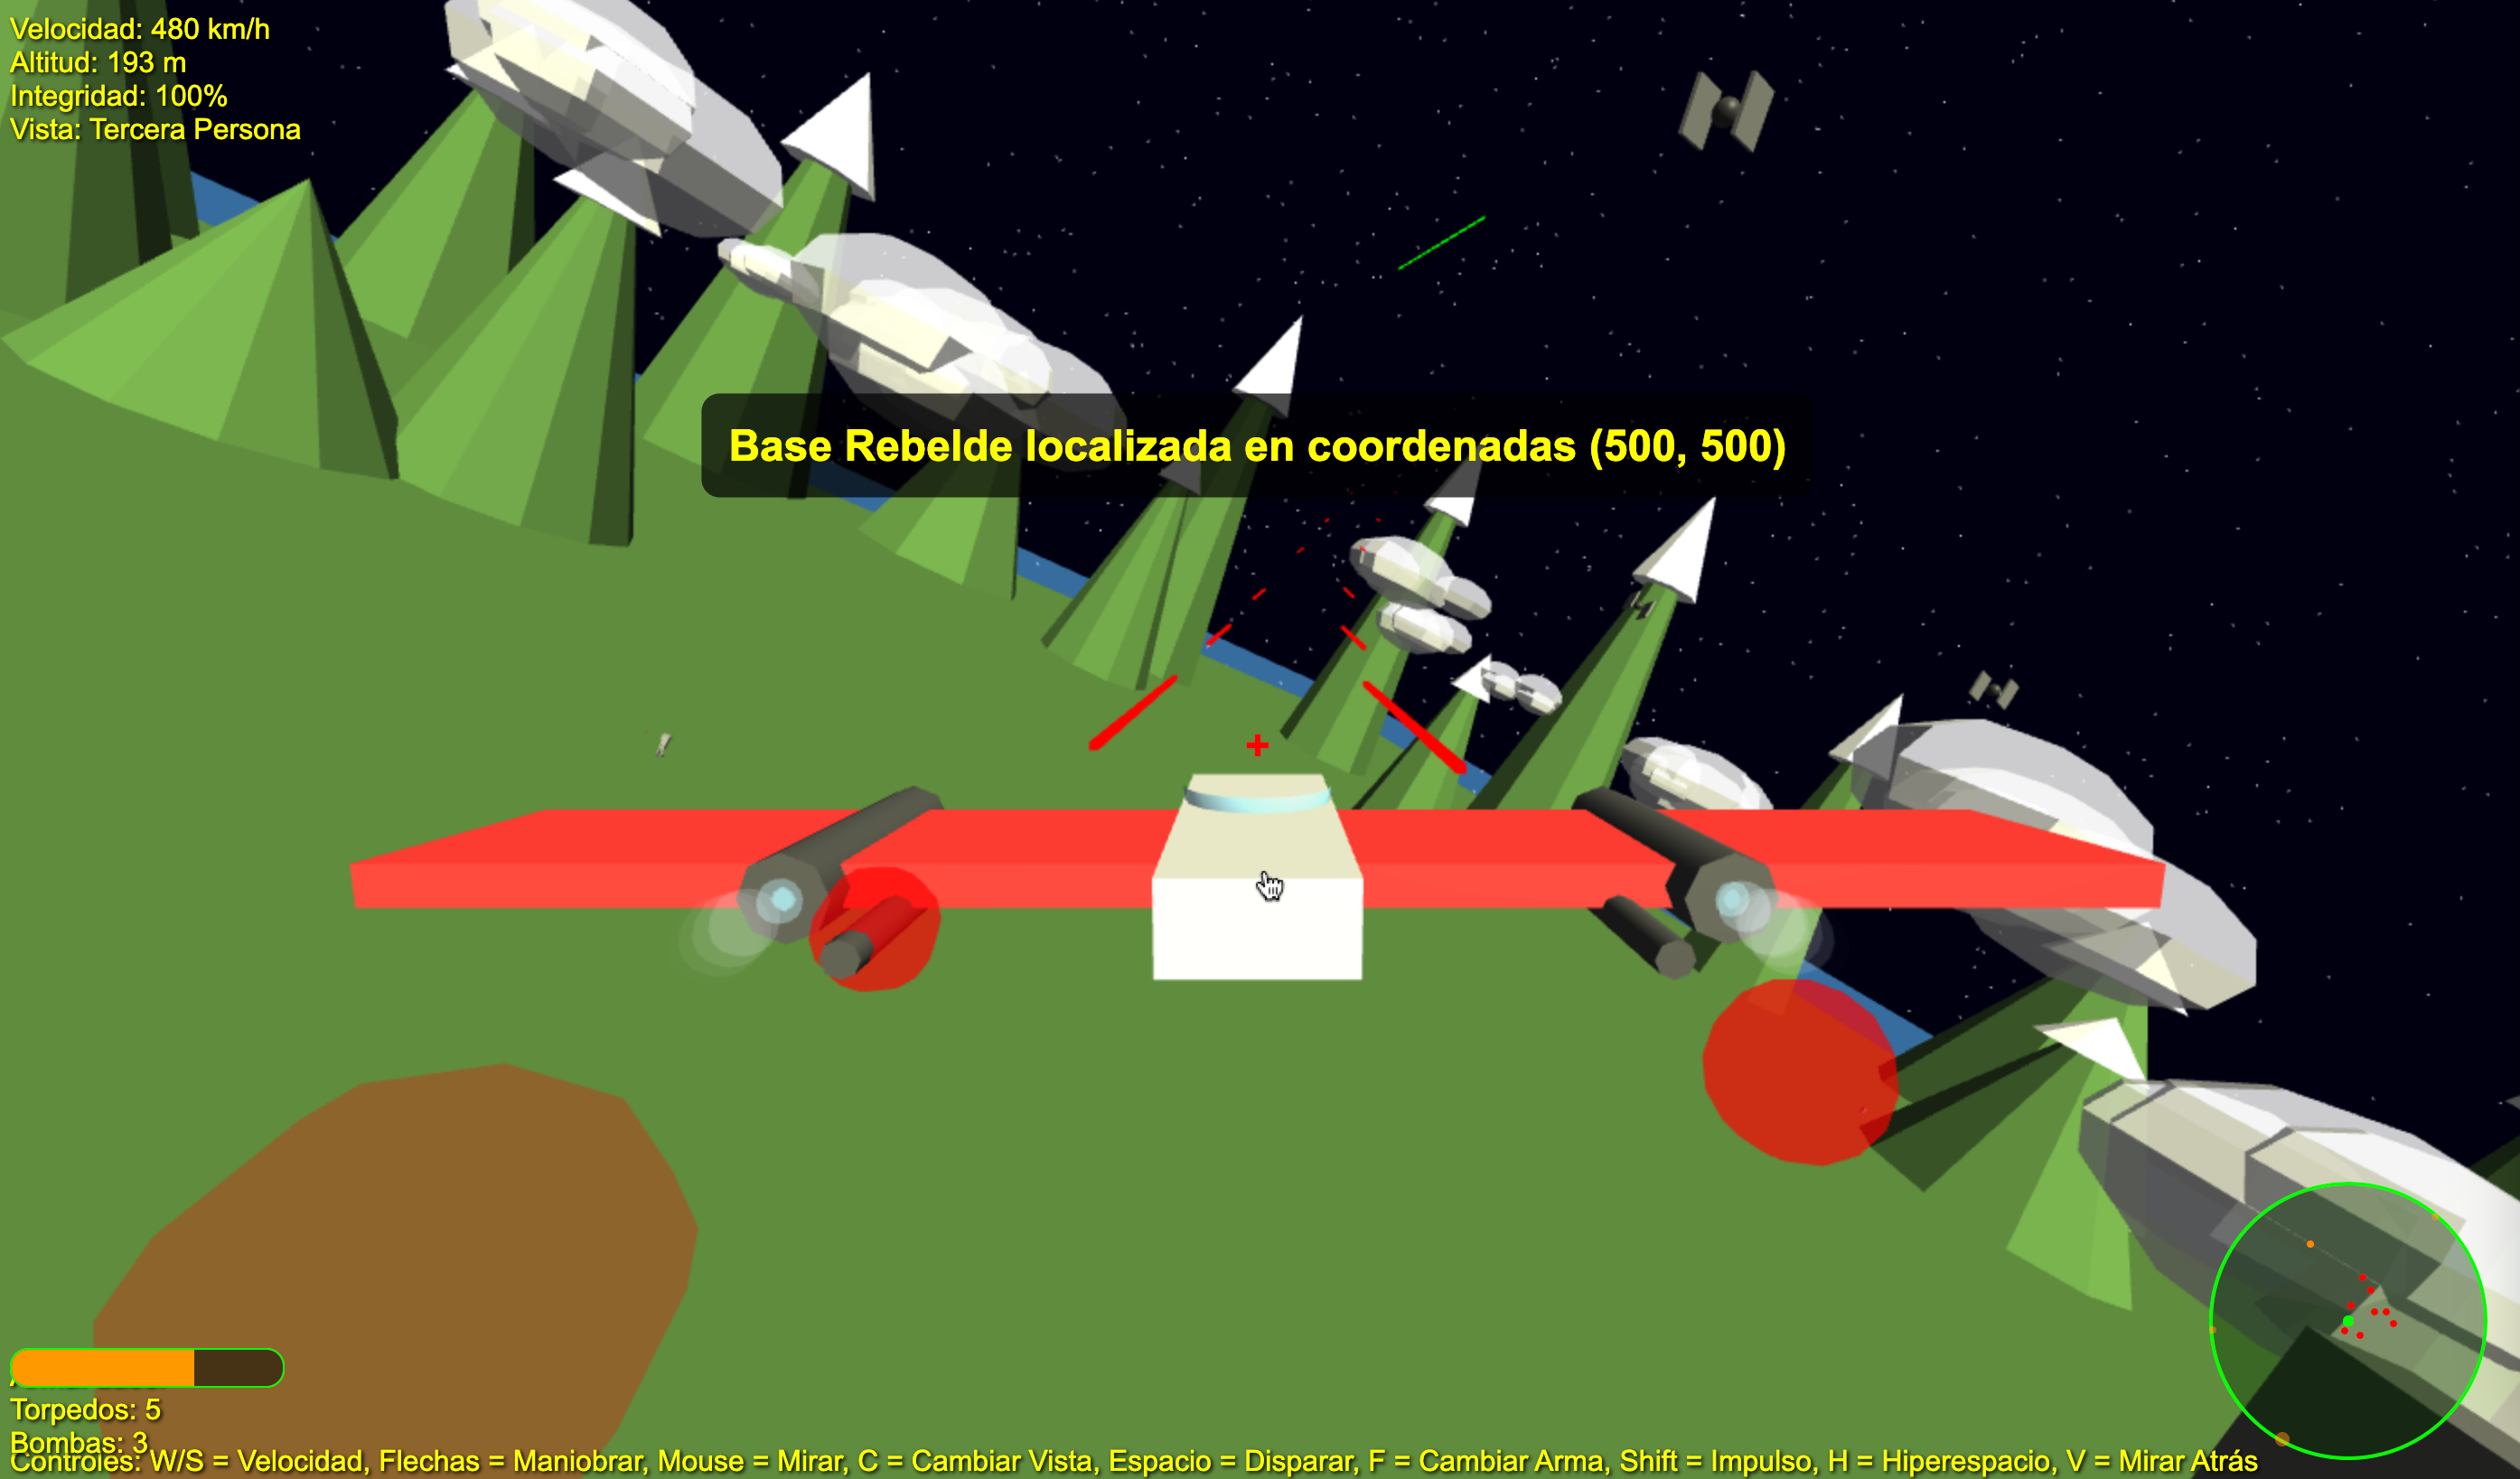 Velocidad: 480 km/h
Altitud: 193 m
Integridad: 100%
Vista: Tercera Persona
Base Rebelde localizada en coordenadas (500, 500)
Torpedos: 5
Bombas: 3
Controles: W/S = Velocidad, Flechas = Maniobrar, Mouse = Mirar, C = Cambiar Vista, Espacio = Disparar, F = Cambiar Arma, Shift = Impulso, H = Hiperespacio, V = Mirar Atrás